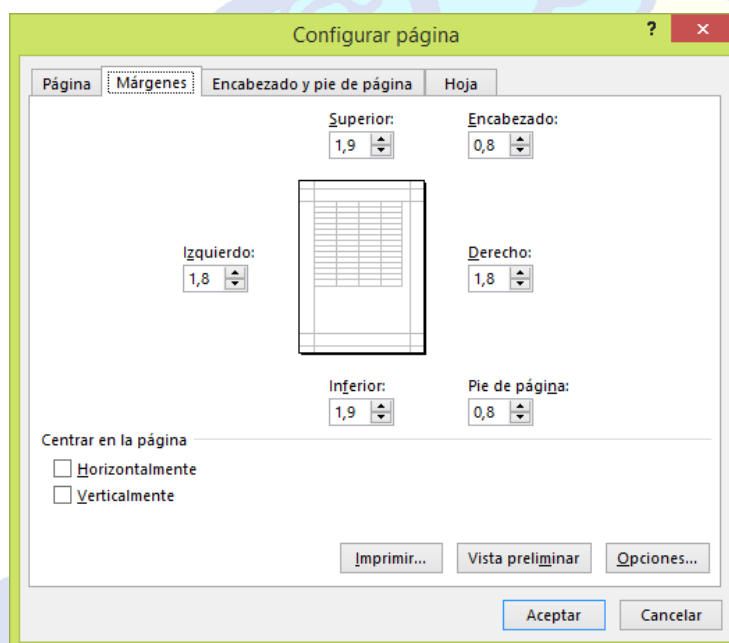 Configurar página
? ×
Página Márgenes Encabezado y pie de página Hoja
Superior: Encabezado:
1,9 0,8
Izquierdo: Derecho:
1,8 1,8
Inferior: Pie de página:
1,9 0,8
Centrar en la página
Horizontalmente
Verticalmente
Imprimir... Vista preliminar Opciones...
Aceptar Cancelar